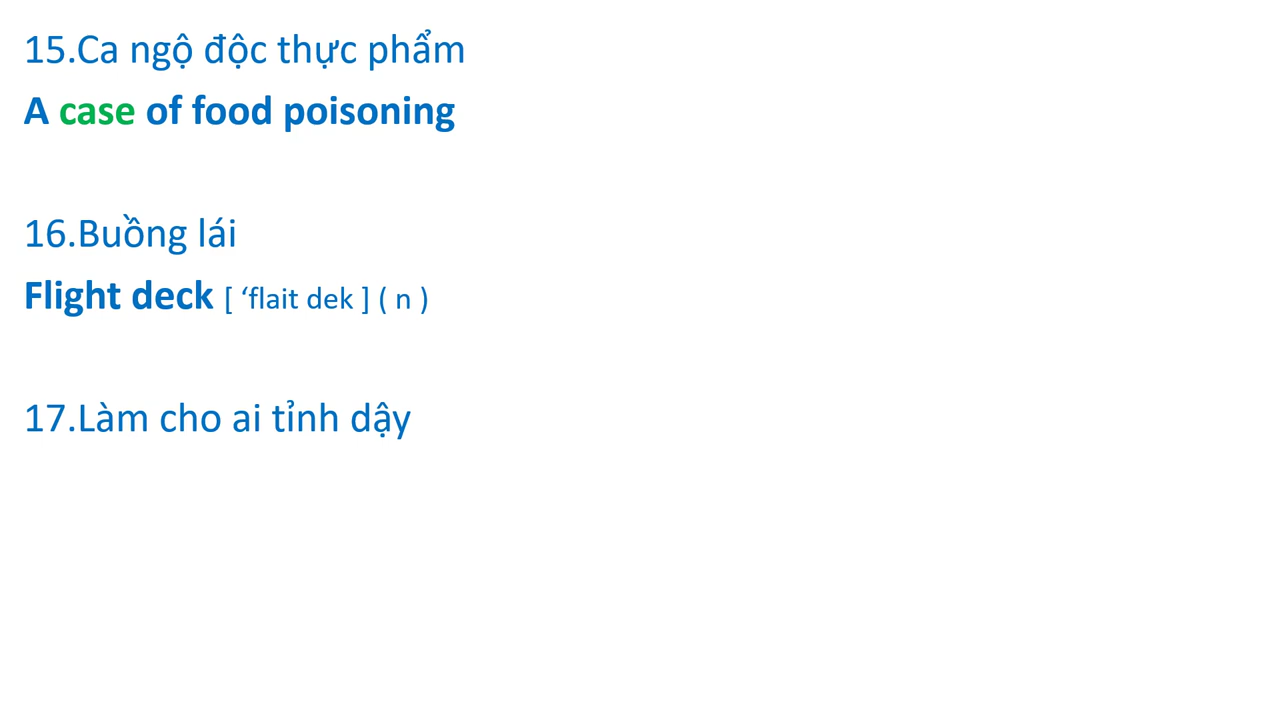 15.Ca ngộ độc thực phẩm
A case of food poisoning
16.Buồng lái
Flight deck [ ‘flait dek ] ( n )
17.Làm cho ai tỉnh dậy